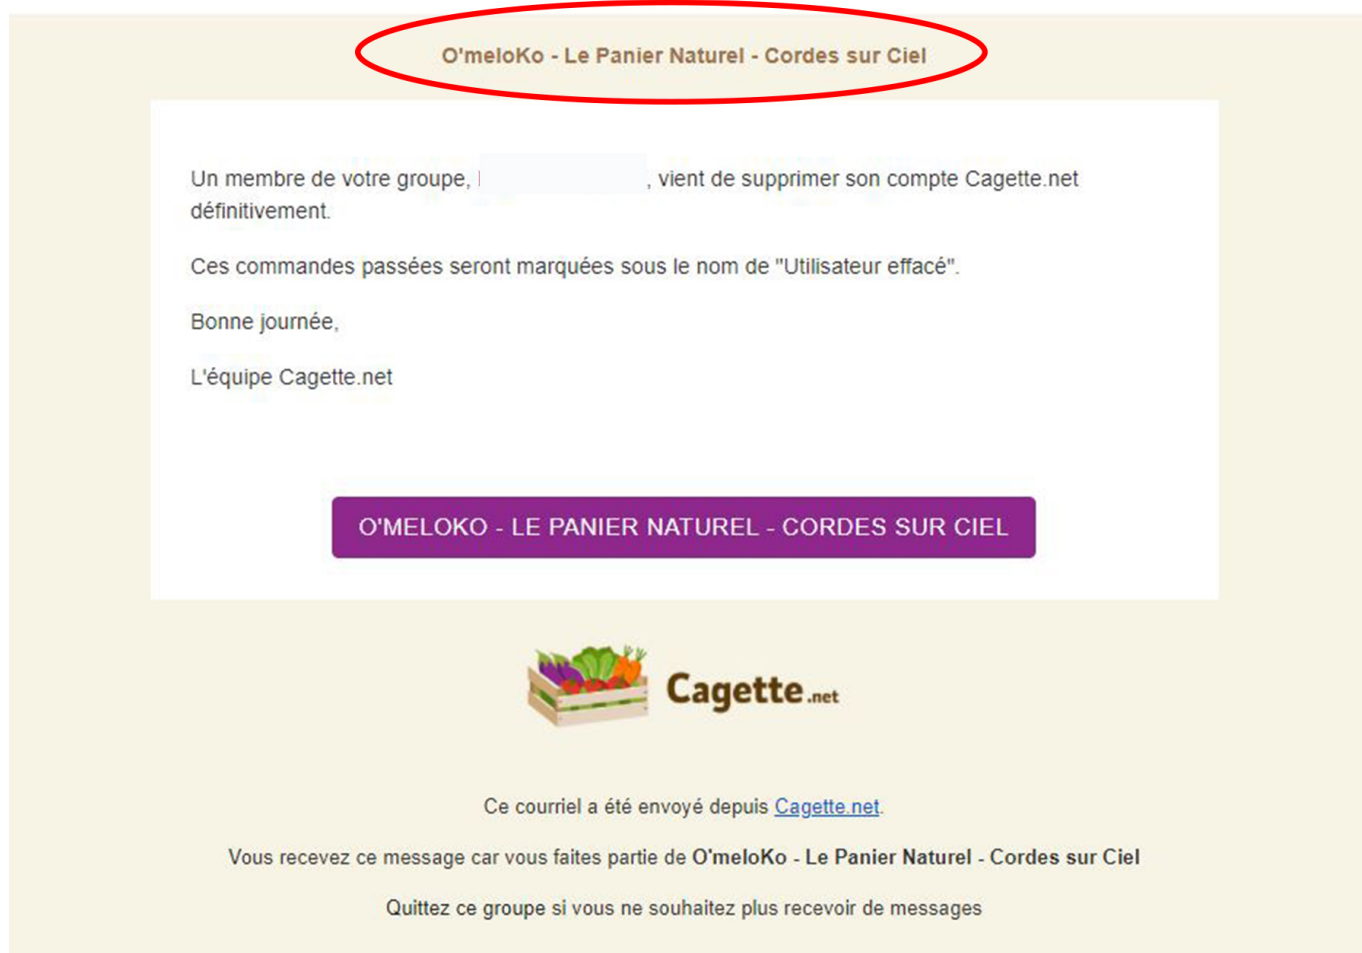 O'meloKo - Le Panier Naturel - Cordes sur Ciel
Un membre de votre groupe, , vient de supprimer son compte Cagette.net
définitivement.
Ces commandes passées seront marquées sous le nom de "Utilisateur effacé".
Bonne journée,
L'équipe Cagette.net
O'MELOKO - LE PANIER NATUREL - CORDES SUR CIEL
Cagette.net
Ce courriel a été envoyé depuis Cagette.net.
Vous recevez ce message car vous faites partie de O'meloKo - Le Panier Naturel - Cordes sur Ciel
Quittez ce groupe si vous ne souhaitez plus recevoir de messages